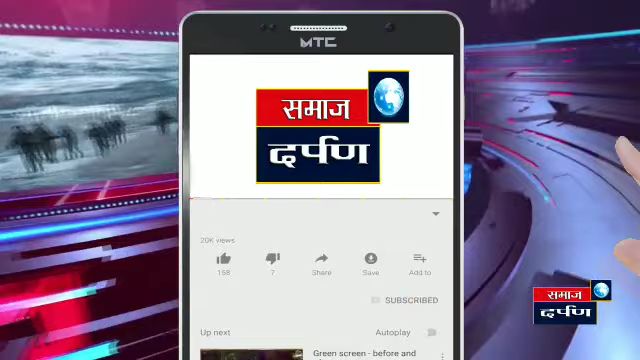 MTC
समाज
दर्पण
20K views
168
7
Share
Save
Add to
SUBSCRIBED
Up next
Autoplay
Green screen - before and
समाज
दर्पण